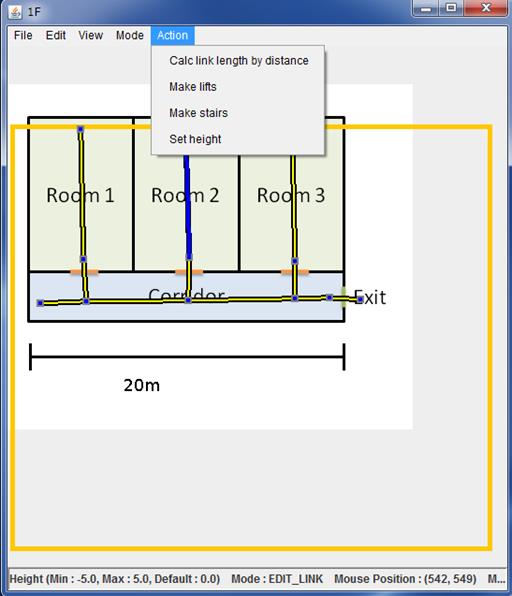 1F
File Edit View Mode Action
Calc link length by distance
Make lifts
Make stairs
Set height
Room 1 Room 2 Room 3
Corridor Exit
20m
Height (Min : -5.0, Max : 5.0, Default : 0.0) Mode : EDIT_LINK Mouse Position : (542, 549) M...